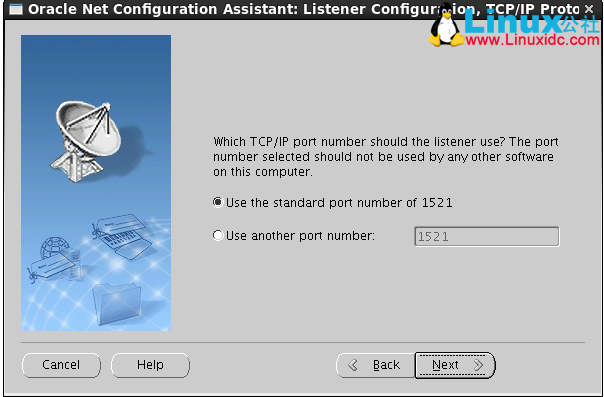 Oracle Net Configuration Assistant: Listener Configuration, TCP/IP Proto
Linux公社
www.Linuxidc.com
Which TCP/IP port number should the listener use? The port
number selected should not be used by any other software
on this computer.
Use the standard port number of 1521
Use another port number:
1521
Cancel
Help
Back
Next